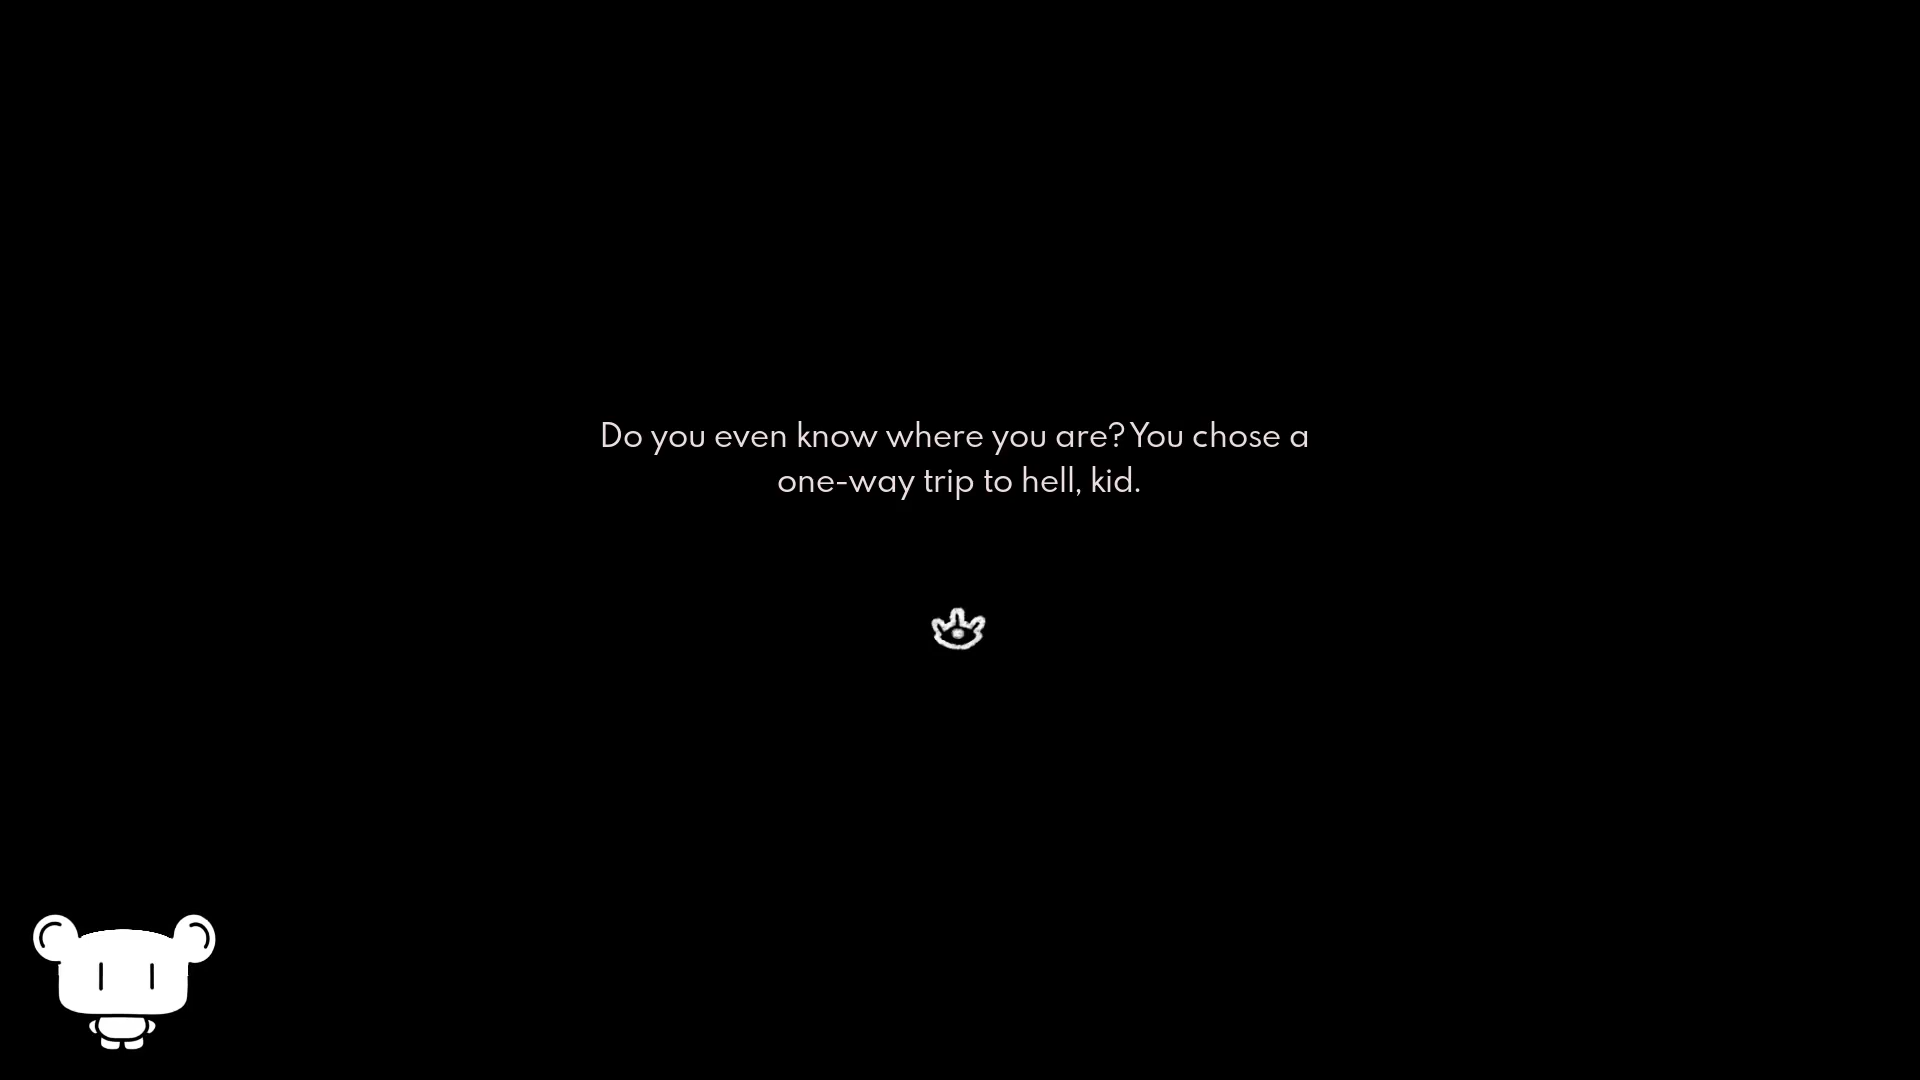 Do you even know where you are? You chose a
one-way trip to hell, kid.